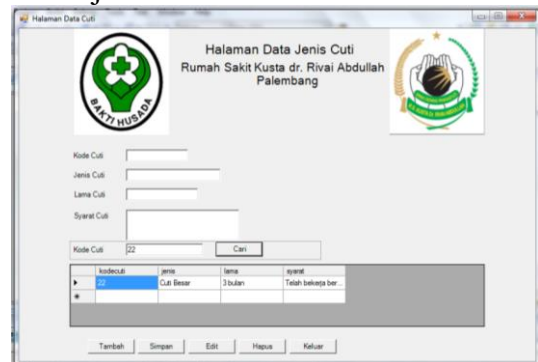 Halaman Data Cuti
Halaman Data Jenis Cuti
Rumah Sakit Kusta dr. Rivai Abdullah
Palembang
BAKTI HUSADA
Kode Cuti
Jenis Cuti
Lama Cuti
Syarat Cuti
Kode Cuti 22 Cari
kodecuti jenis lama syarat
22 Cuti Besar 3 bulan Telah bekerja ber...
Tambah Simpan Edit Hapus Keluar